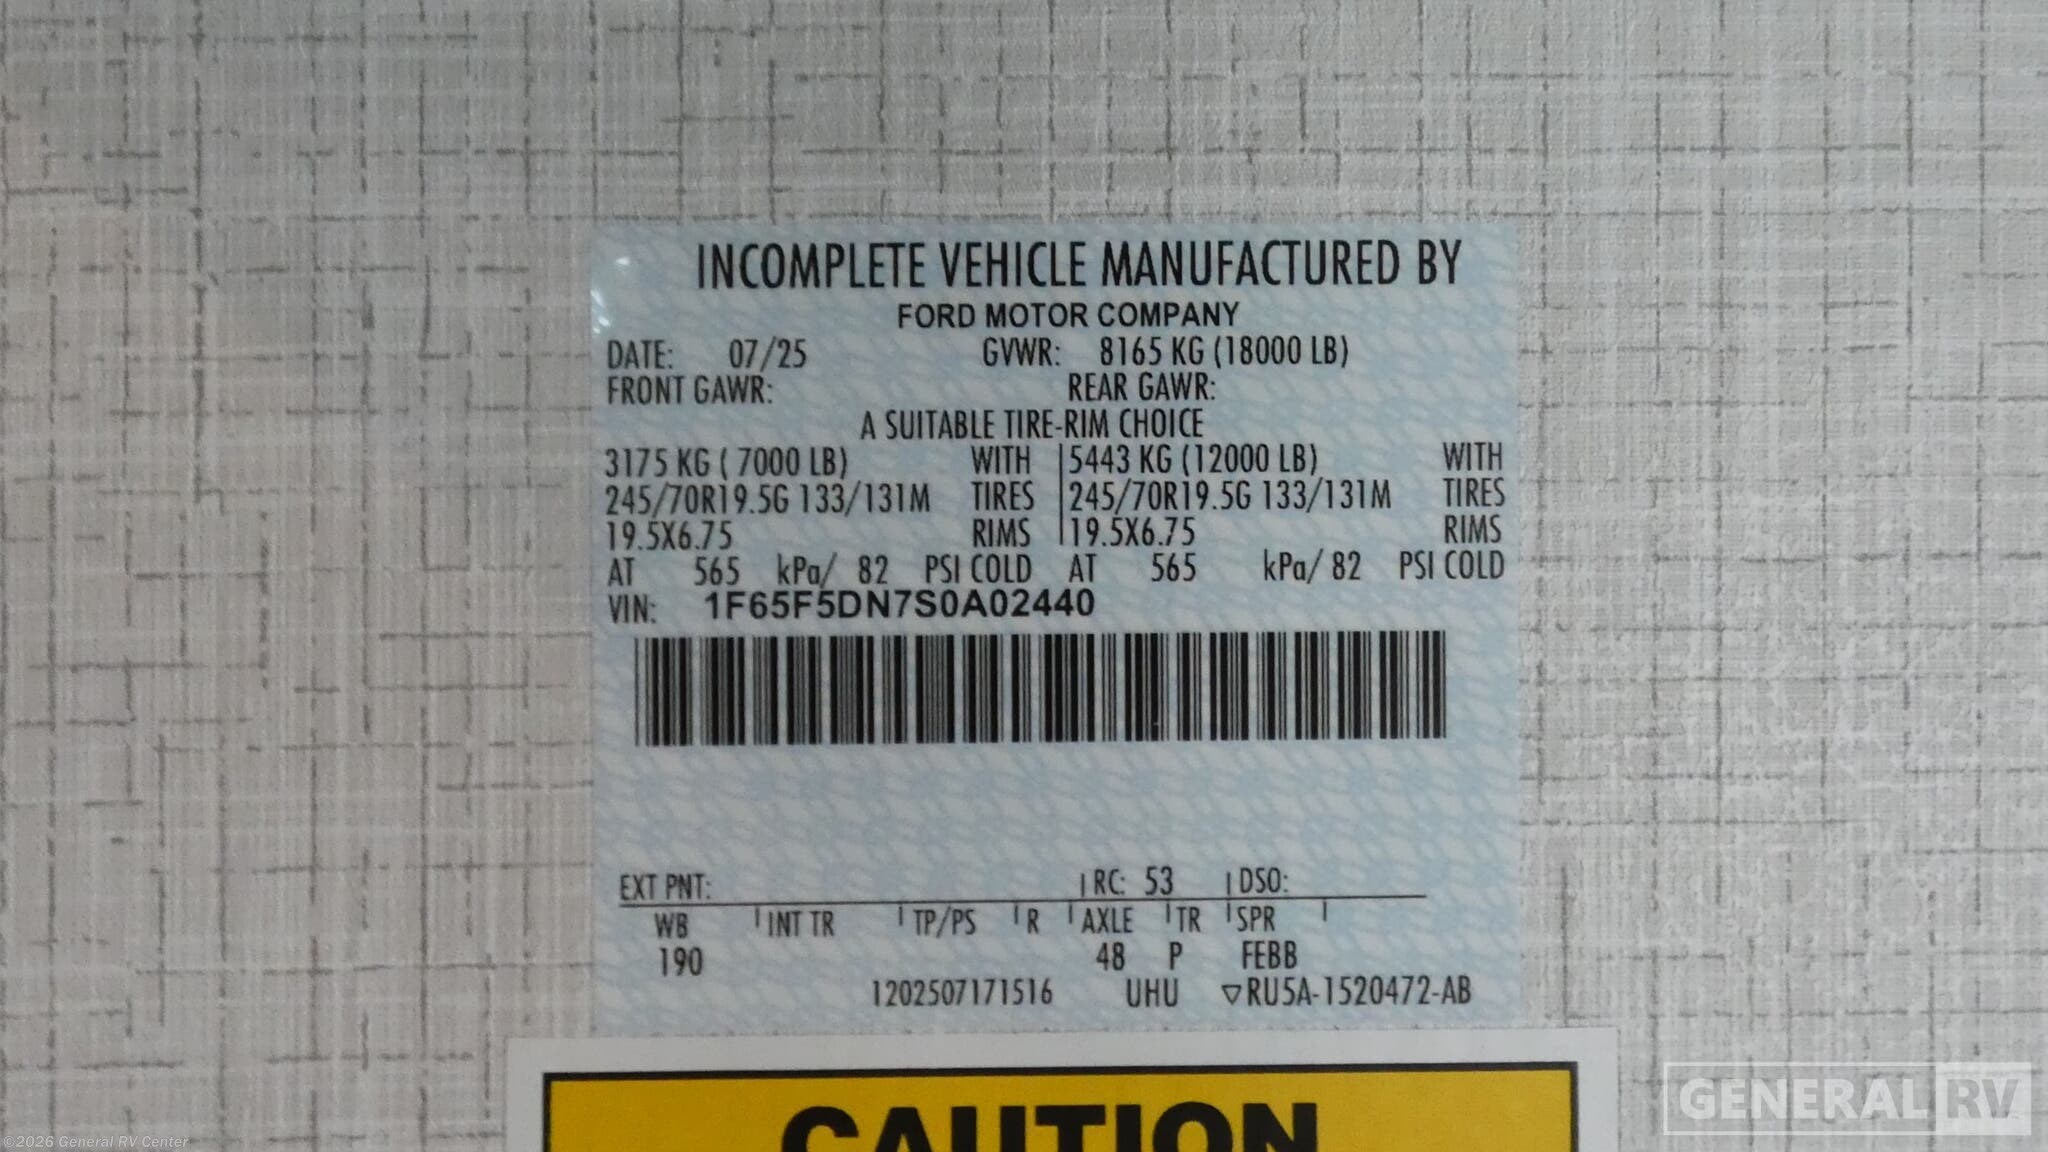 INCOMPLETE VEHICLE MANUFACTURED BY
FORD MOTOR COMPANY
DATE: 07/25 GVWR: 8165 KG (18000 LB)
FRONT GAWR: REAR GAWR:
A SUITABLE TIRE-RIM CHOICE
3175 KG ( 7000 LB) WITH 5443 KG (12000 LB) WITH
245/70R19.5G 133/131M TIRES 245/70R19.5G 133/131M TIRES
19.5X6.75 RIMS 19.5X6.75 RIMS
AT 565 kPa/ 82 PSI COLD AT 565 kPa/ 82 PSI COLD
VIN: 1F65F5DN7S0A02440
EXT PNT: RC: 53 DSO:
WB INT TR TP/PS R AXLE TR SPR
190 48 P FEBB
1202507171516 UHU ▽RU5A-1520472-AB
CAUTION
GENERAL RV
©2026 General RV Center